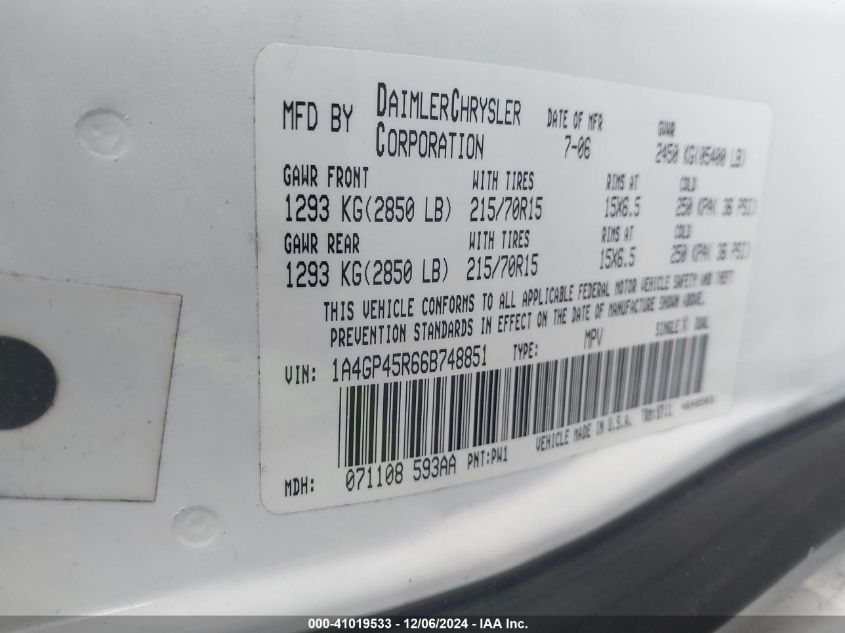 MFD BY DAIMLERCHRYSLER CORPORATION DATE OF MFR 7-06 GVWR 2450 KG(05400 LB)
GAWR FRONT WITH TIRES RIMS AT COLD
1293 KG(2850 LB) 215/70R15 15X6.5 250 KPA( 36 PSI)
GAWR REAR WITH TIRES RIMS AT COLD
1293 KG(2850 LB) 215/70R15 15X6.5 250 KPA( 36 PSI)
THIS VEHICLE CONFORMS TO ALL APPLICABLE FEDERAL MOTOR VEHICLE SAFETY AND THEFT
PREVENTION STANDARDS IN EFFECT ON THE DATE OF MANUFACTURE SHOWN ABOVE.
VIN: 1A4GP45R66B748851 TYPE: MPV SINGLE X DUAL
MDH: 071108 593AA PNT:PW1 VEHICLE MADE IN U.S.A.
000-41019533 - 12/06/2024 - IAA Inc.